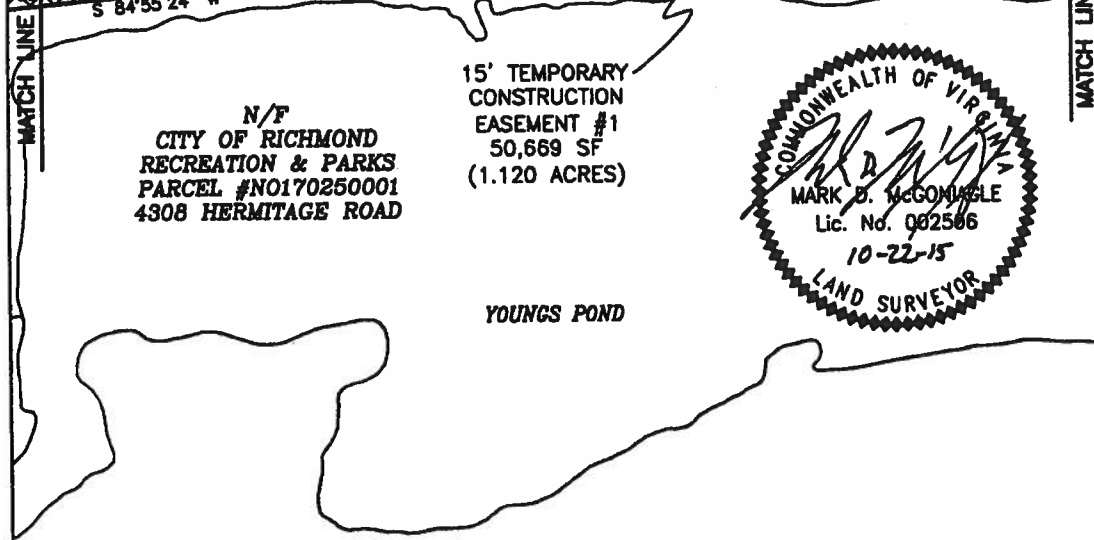 S 84°55'24" W
MATCH LINE
N/F
CITY OF RICHMOND
RECREATION & PARKS
PARCEL #N0170250001
4308 HERMITAGE ROAD
15' TEMPORARY
CONSTRUCTION
EASEMENT #1
50,669 SF
(1.120 ACRES)
YOUNGS POND
COMMONWEALTH OF VIRGINIA
MARK D. McGONIAGLE
Lic. No. 002506
10-22-15
LAND SURVEYOR
MATCH LIN